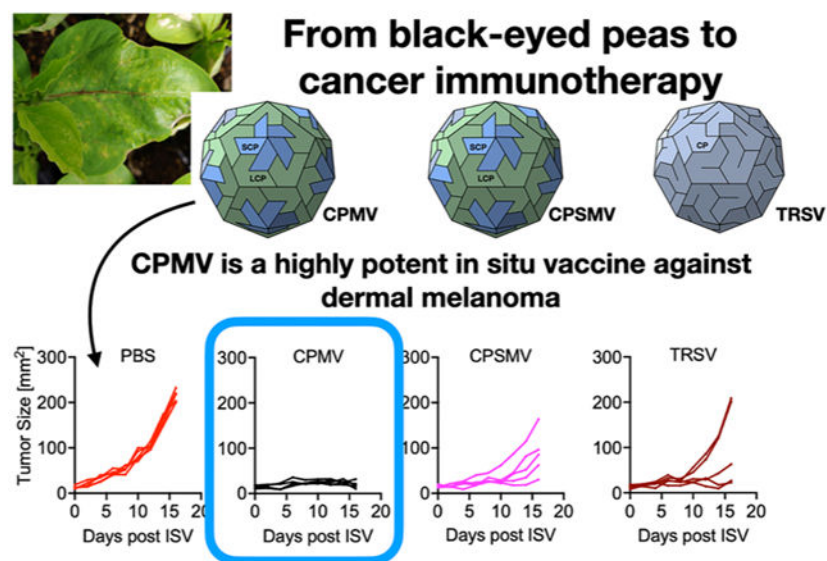 From black-eyed peas to
cancer immunotherapy
SCP
LCP
CPMV
SCP
LCP
CPSMV
CP
TRSV
CPMV is a highly potent in situ vaccine against
dermal melanoma
PBS
Tumor Size [mm²]
300
200
100
0
0 5 10 15 20
Days post ISV
CPMV
300
200
100
0
0 5 10 15 20
Days post ISV
CPSMV
300
200
100
0
0 5 10 15 20
Days post ISV
TRSV
300
200
100
0
0 5 10 15 20
Days post ISV